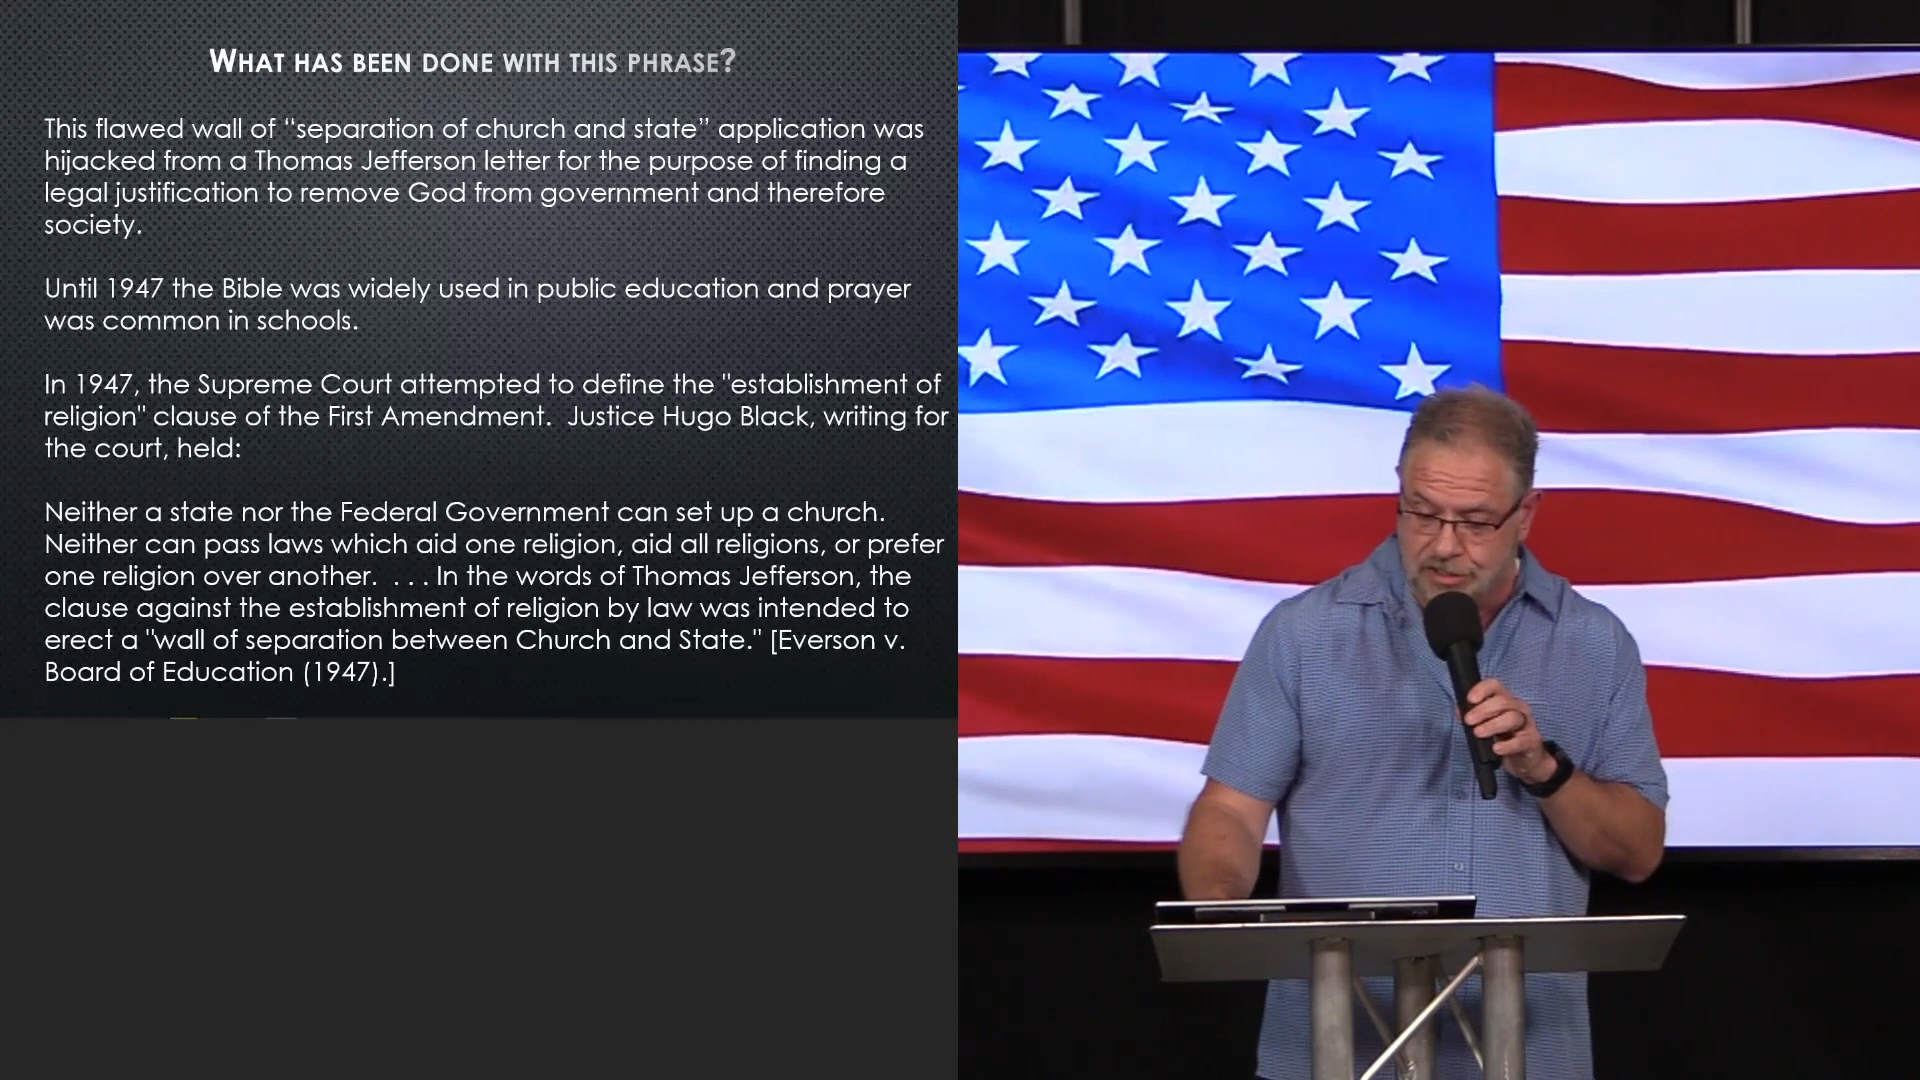 WHAT HAS BEEN DONE WITH THIS PHRASE?
This flawed wall of “separation of church and state” application was
hijacked from a Thomas Jefferson letter for the purpose of finding a
legal justification to remove God from government and therefore
society.
Until 1947 the Bible was widely used in public education and prayer
was common in schools.
In 1947, the Supreme Court attempted to define the "establishment of
religion" clause of the First Amendment.  Justice Hugo Black, writing for
the court, held:
Neither a state nor the Federal Government can set up a church.
Neither can pass laws which aid one religion, aid all religions, or prefer
one religion over another.  . . . In the words of Thomas Jefferson, the
clause against the establishment of religion by law was intended to
erect a "wall of separation between Church and State." [Everson v.
Board of Education (1947).]